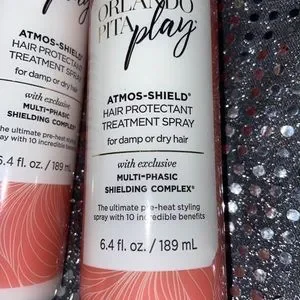 ORLANDO
PITA play®
ATMOS-SHIELD®
HAIR PROTECTANT
TREATMENT SPRAY
for damp or dry hair
with exclusive
MULTI-PHASIC
SHIELDING COMPLEX®
The ultimate pre-heat styling
spray with 10 incredible benefits
6.4 fl. oz. / 189 mL
play
ATMOS-SHIELD®
HAIR PROTECTANT
TREATMENT SPRAY
for damp or dry hair
with exclusive
MULTI-PHASIC
SHIELDING COMPLEX®
The ultimate pre-heat styling
spray with 10 incredible benefits
6.4 fl. oz. / 189 mL